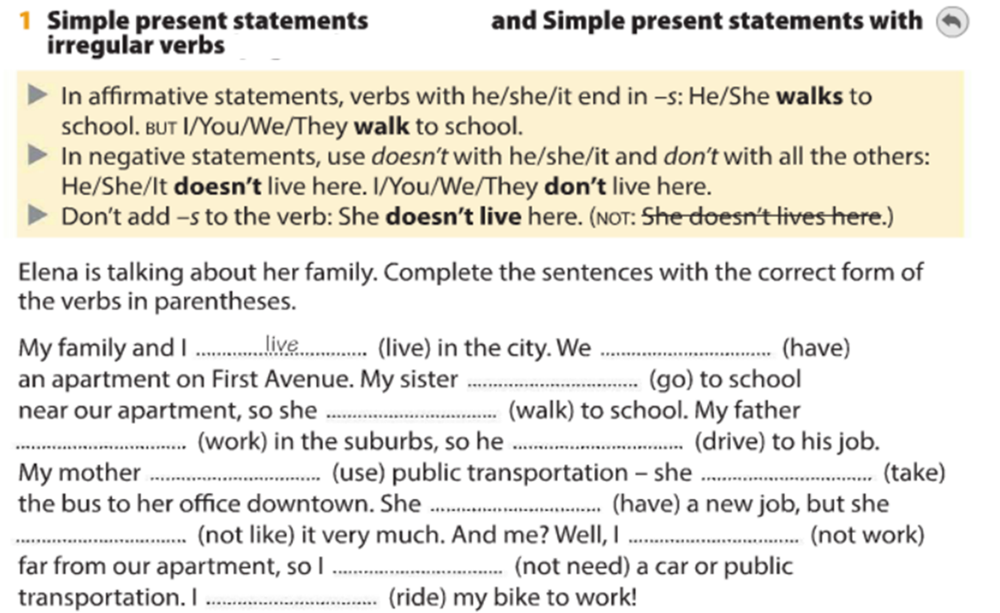 1 Simple present statements and Simple present statements with
irregular verbs
▶ In affirmative statements, verbs with he/she/it end in –s: He/She walks to
school. BUT I/You/We/They walk to school.
▶ In negative statements, use doesn't with he/she/it and don't with all the others:
He/She/It doesn't live here. I/You/We/They don't live here.
▶ Don't add –s to the verb: She doesn't live here. (NOT: She doesn't lives here.)
Elena is talking about her family. Complete the sentences with the correct form of
the verbs in parentheses.
My family and I ............live............ (live) in the city. We .............................. (have)
an apartment on First Avenue. My sister .............................. (go) to school
near our apartment, so she .............................. (walk) to school. My father
.............................. (work) in the suburbs, so he .............................. (drive) to his job.
My mother .............................. (use) public transportation – she .............................. (take)
the bus to her office downtown. She .............................. (have) a new job, but she
.............................. (not like) it very much. And me? Well, I .............................. (not work)
far from our apartment, so I .............................. (not need) a car or public
transportation. I .............................. (ride) my bike to work!